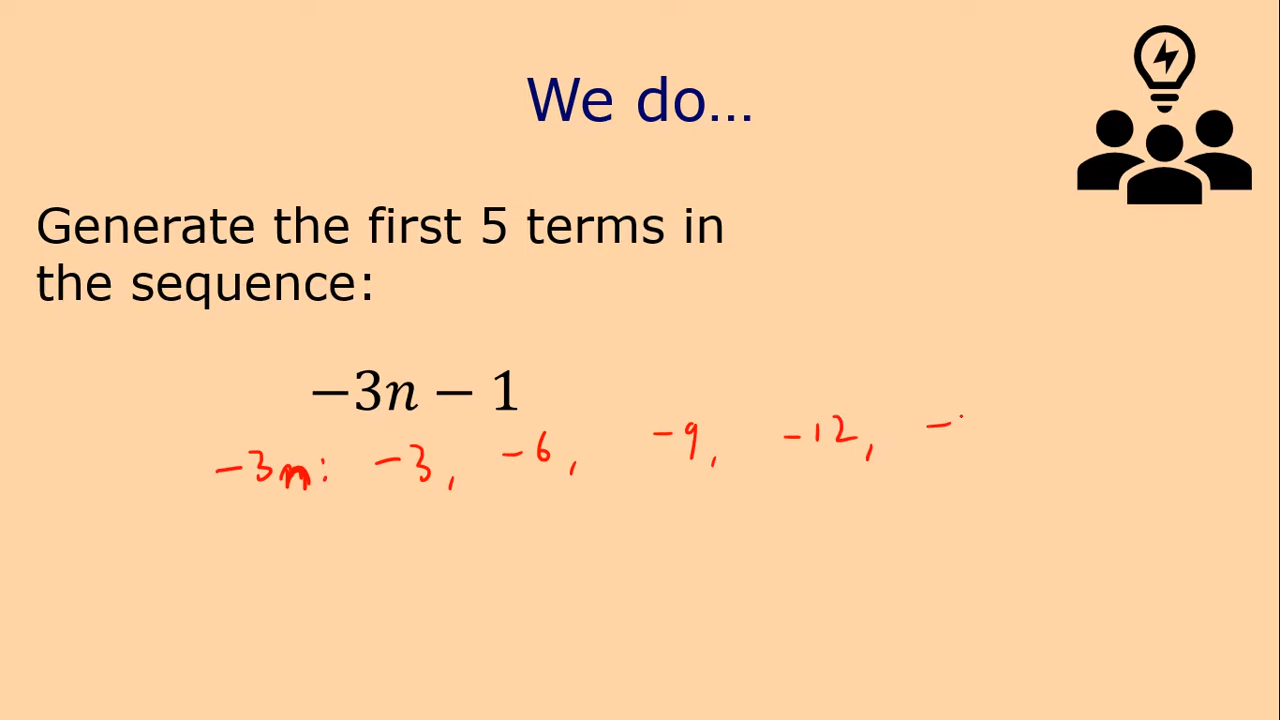 We do...
Generate the first 5 terms in
the sequence:
−3n − 1
-3n: -3, -6, -9, -12, -